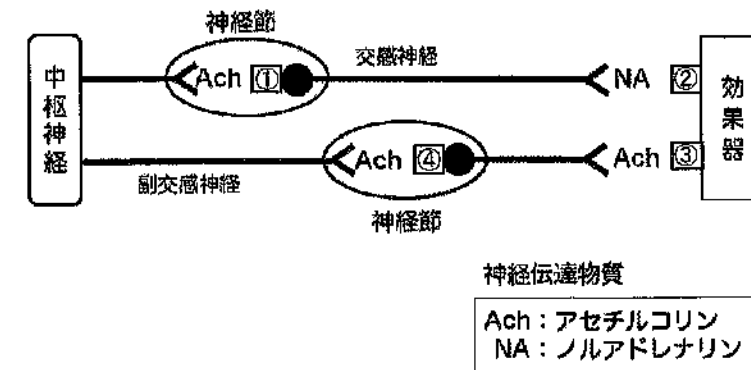 神経節
交感神経
中枢神経
Ach ①
NA ②
効果器
Ach ④
Ach ③
副交感神経
神経節
神経伝達物質
Ach：アセチルコリン
NA：ノルアドレナリン